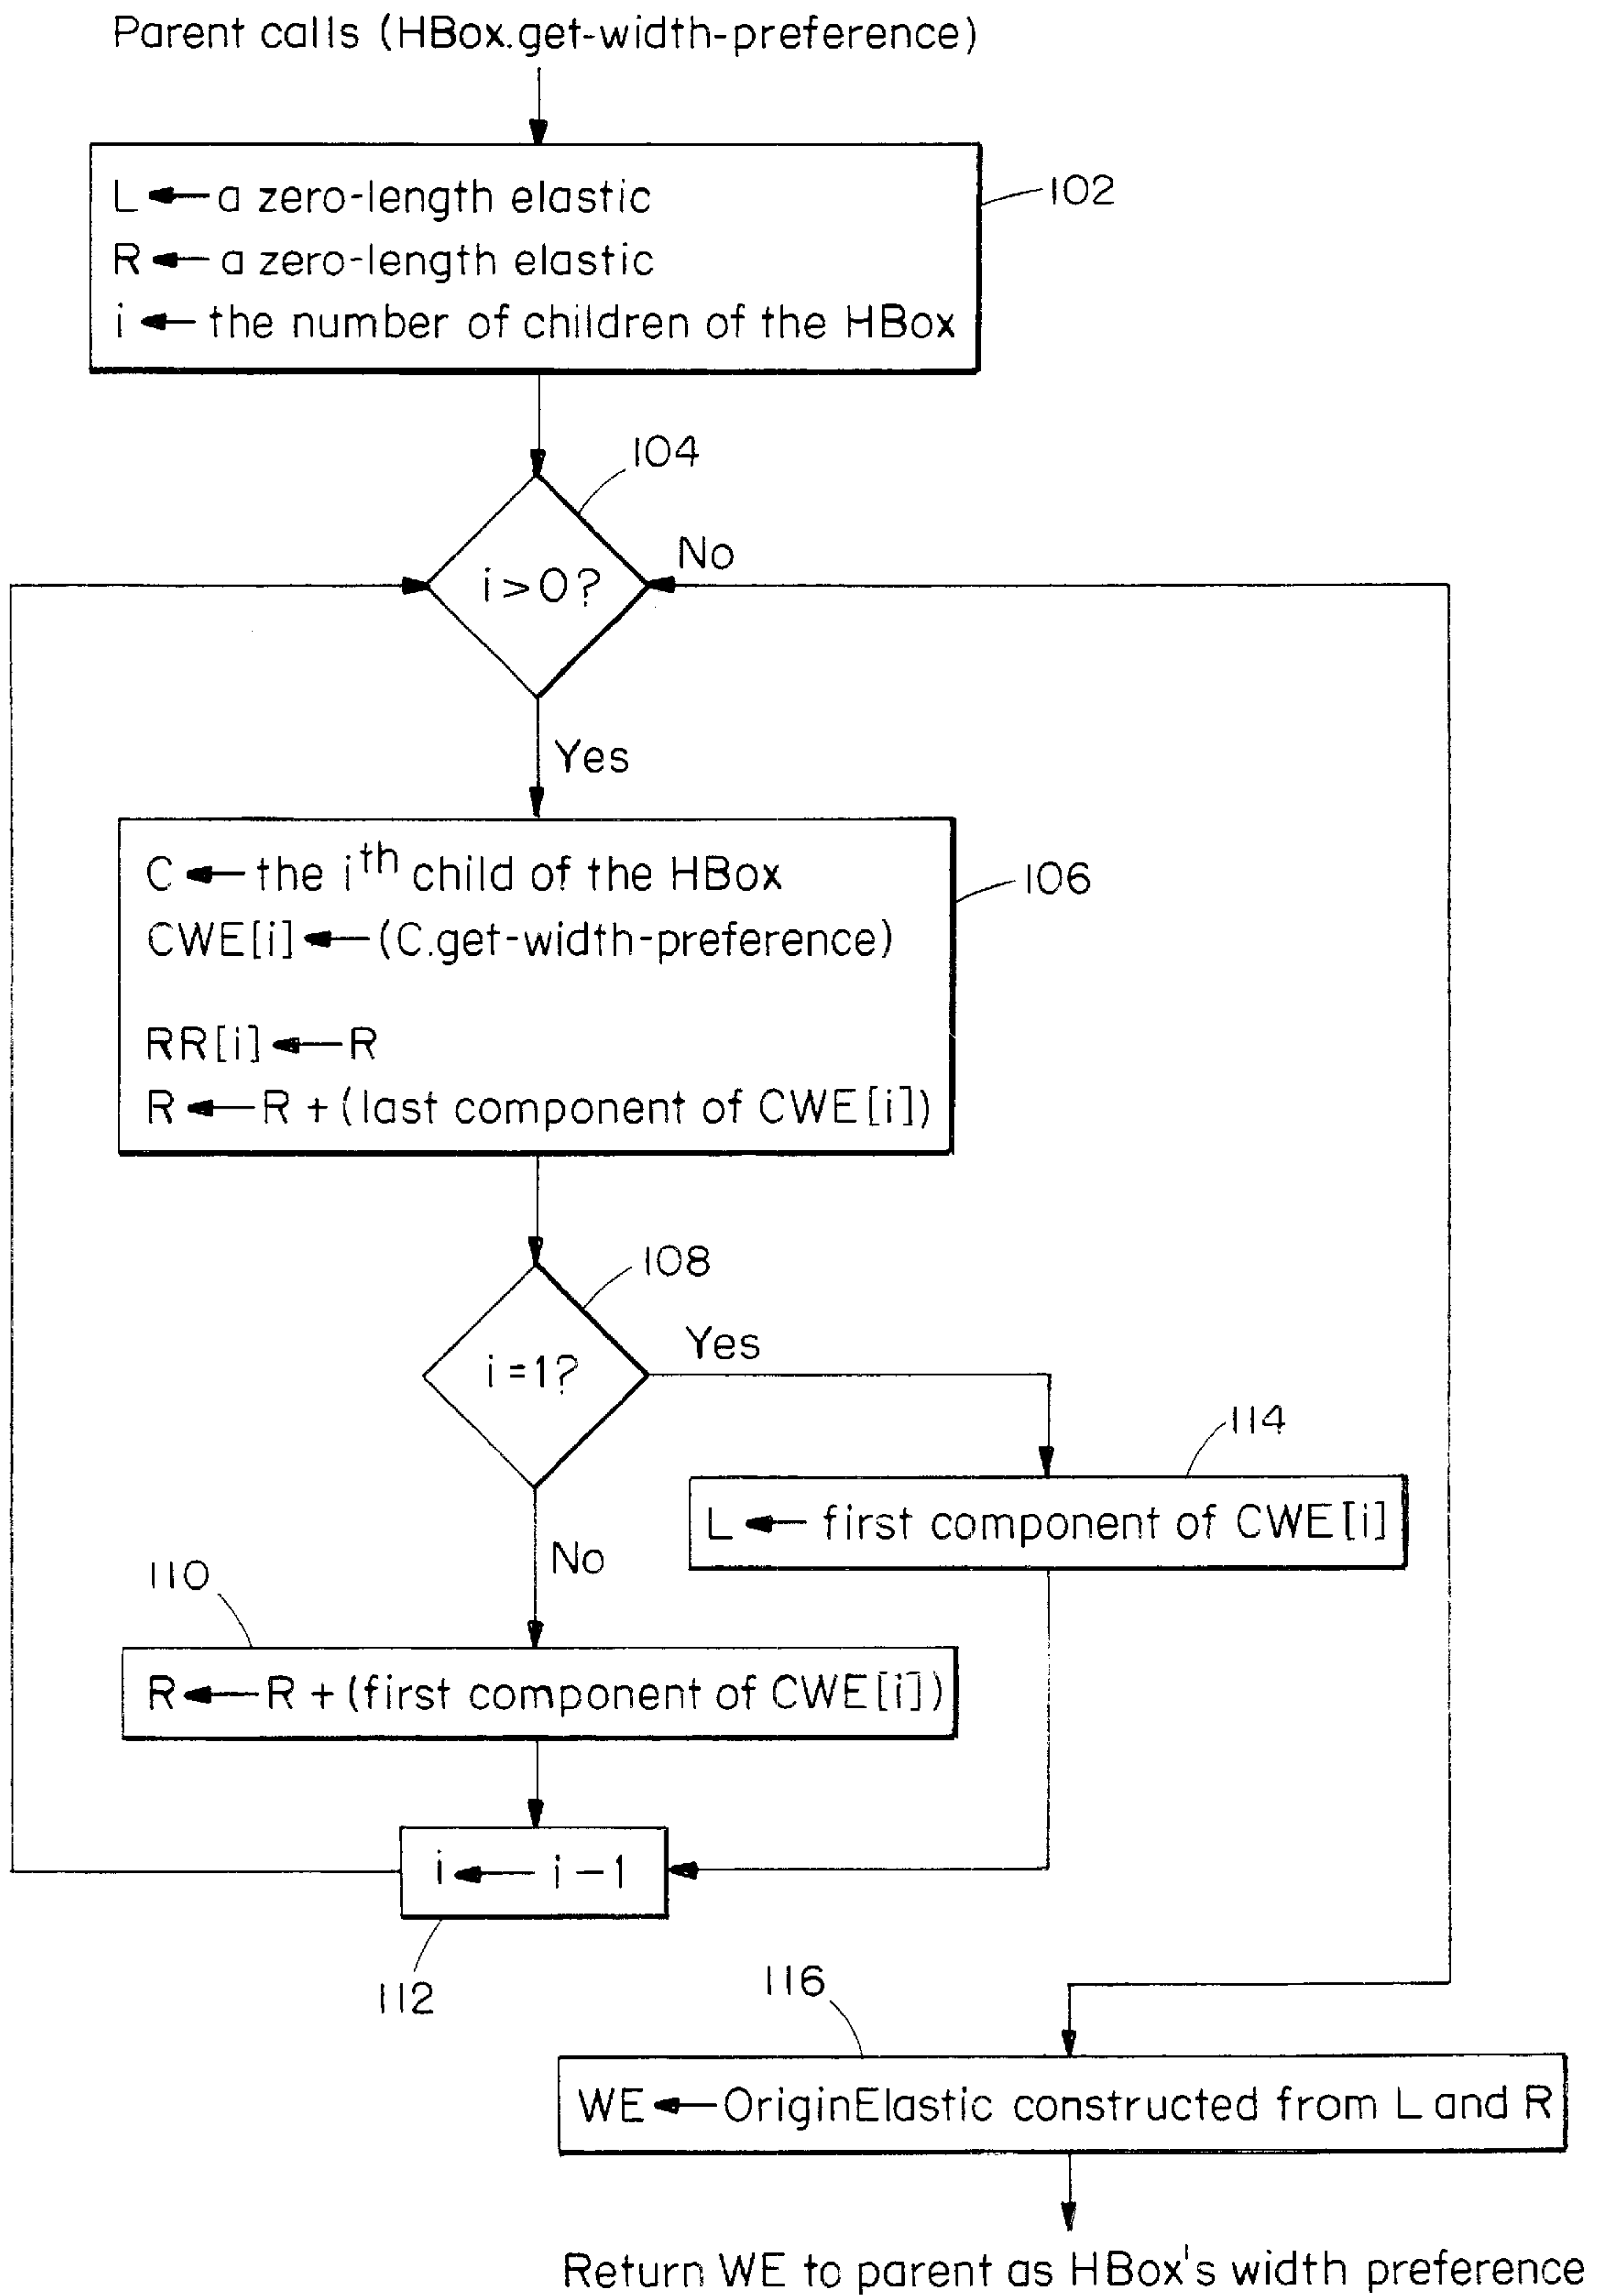 Parent calls (HBox.get-width-preference)
L ← a zero-length elastic
R ← a zero-length elastic
i ← the number of children of the HBox
102
104
i > 0?
No
Yes
C ← the ith child of the HBox
CWE[i] ← (C.get-width-preference)
RR[i] ← R
R ← R + (last component of CWE[i])
106
108
i = 1?
Yes
114
L ← first component of CWE[i]
No
110
R ← R + (first component of CWE[i])
i ← i - 1
112
116
WE ← OriginElastic constructed from L and R
Return WE to parent as HBox's width preference